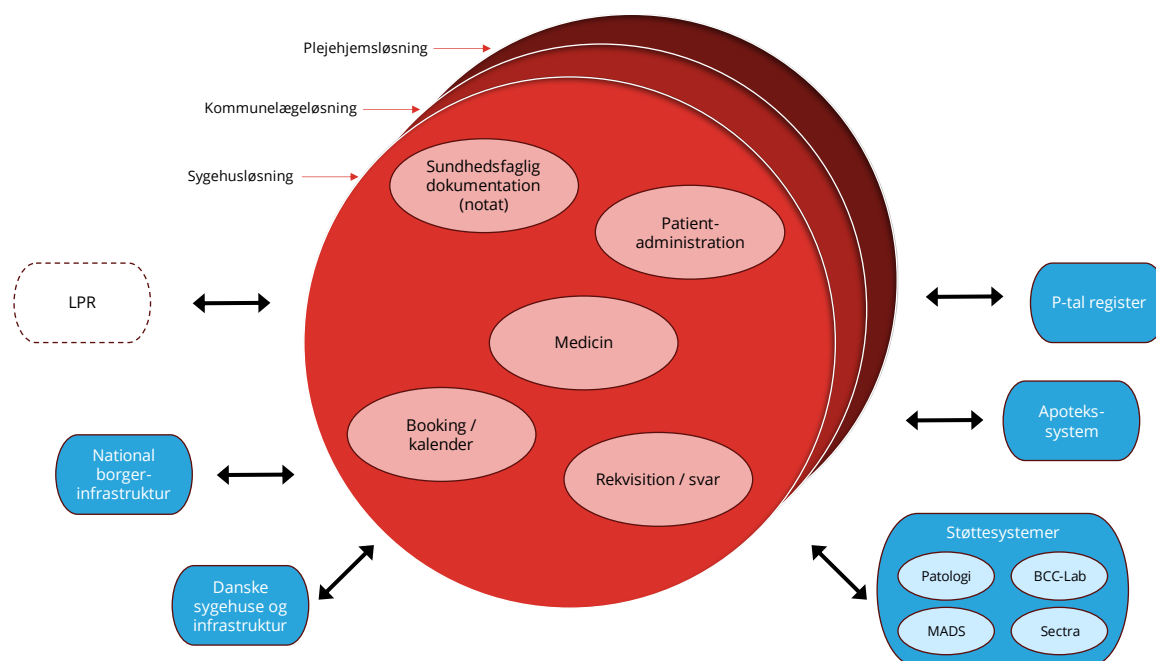 Plejehjemsløsning
Kommunelægeløsning
Sygehusløsning
Sundhedsfaglig
dokumentation
(notat)
Patient-
administration
Medicin
Booking /
kalender
Rekvisition / svar
LPR
National
borger-
infrastruktur
Danske
sygehuse og
infrastruktur
P-tal register
Apoteks-
system
Støttesystemer
Patologi
BCC-Lab
MADS
Sectra